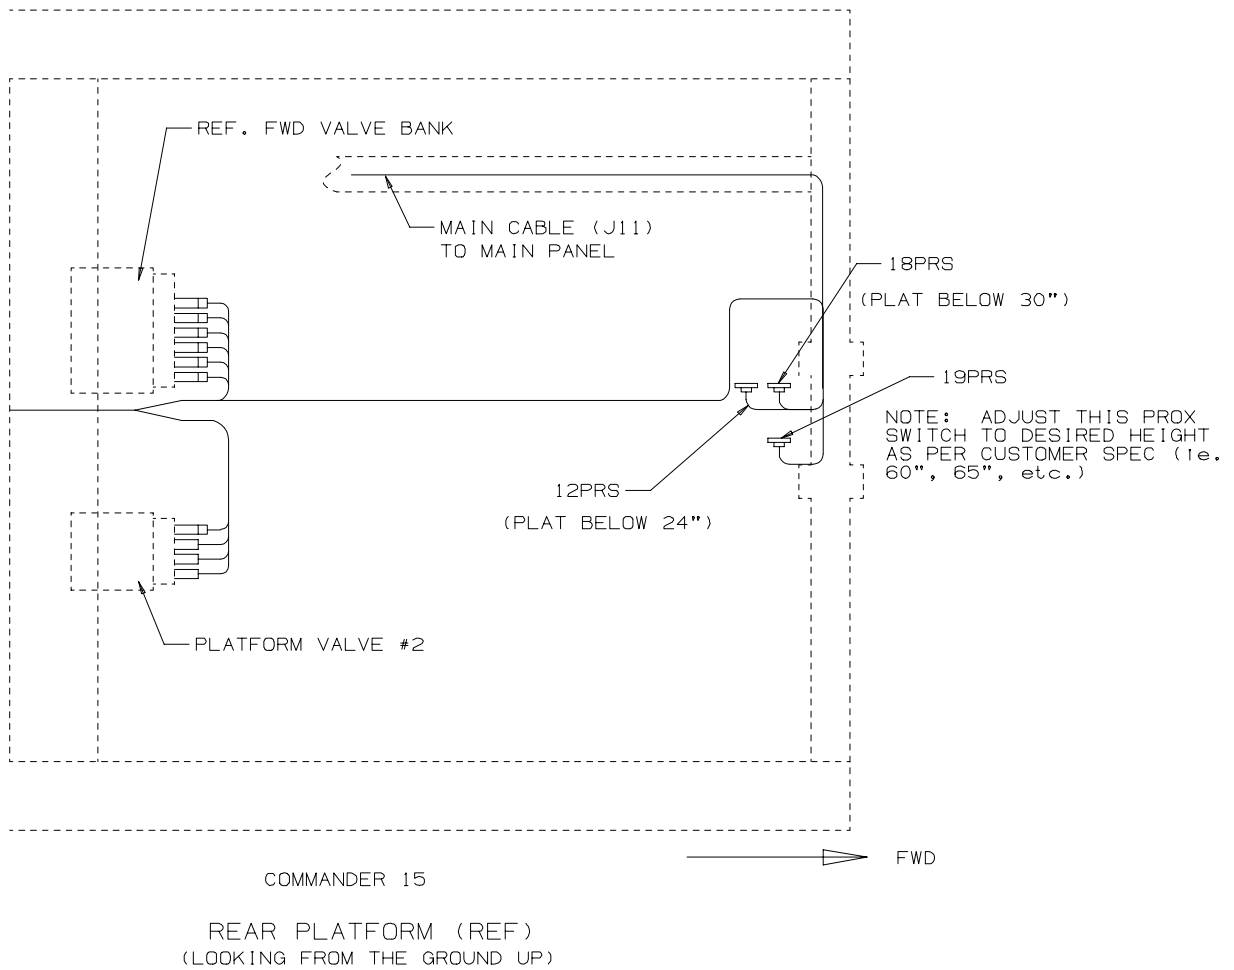 REF. FWD VALVE BANK
MAIN CABLE (J11)
TO MAIN PANEL
18PRS
(PLAT BELOW 30")
19PRS
NOTE: ADJUST THIS PROX
SWITCH TO DESIRED HEIGHT
AS PER CUSTOMER SPEC (ie.
60", 65", etc.)
12PRS
(PLAT BELOW 24")
PLATFORM VALVE #2
FWD
COMMANDER 15
REAR PLATFORM (REF)
(LOOKING FROM THE GROUND UP)